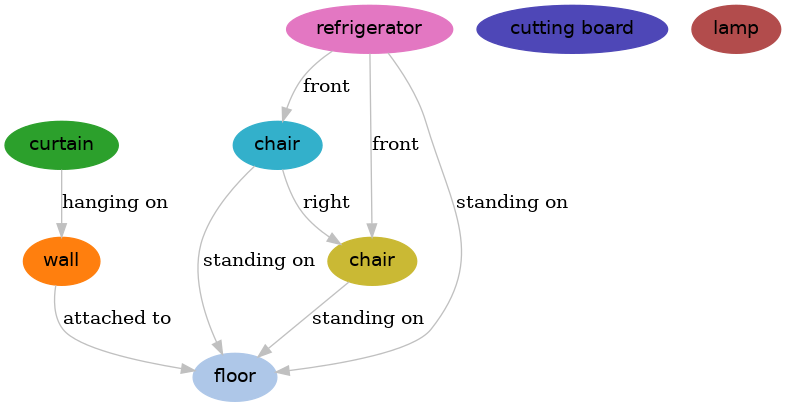 refrigerator
cutting board
lamp
front
curtain
chair
front
hanging on
right
standing on
wall
standing on
chair
attached to
standing on
floor